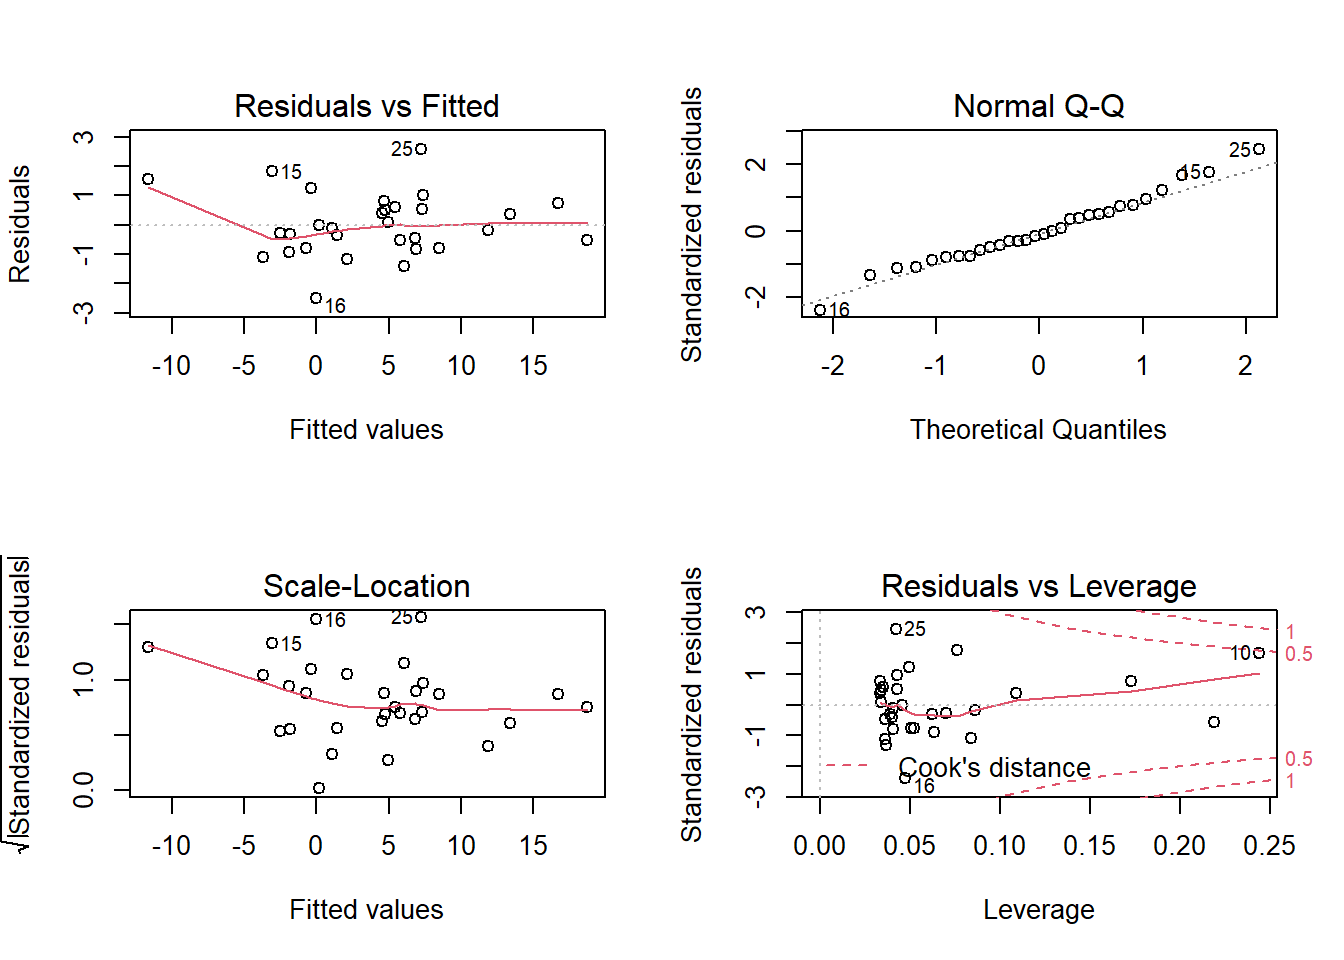 Residuals vs Fitted
Residuals
3
1
-1
-3
25
15
16
-10 -5 0 5 10 15
Fitted values
Normal Q-Q
Standardized residuals
2
0
-2
25
15
16
-2 -1 0 1 2
Theoretical Quantiles
Scale-Location
√|Standardized residuals|
1.0
0.0
16
25
15
-10 -5 0 5 10 15
Fitted values
Residuals vs Leverage
Standardized residuals
3
1
-1
-3
25
10
1
0.5
0.5
1
Cook's distance
16
0.00 0.05 0.10 0.15 0.20 0.25
Leverage